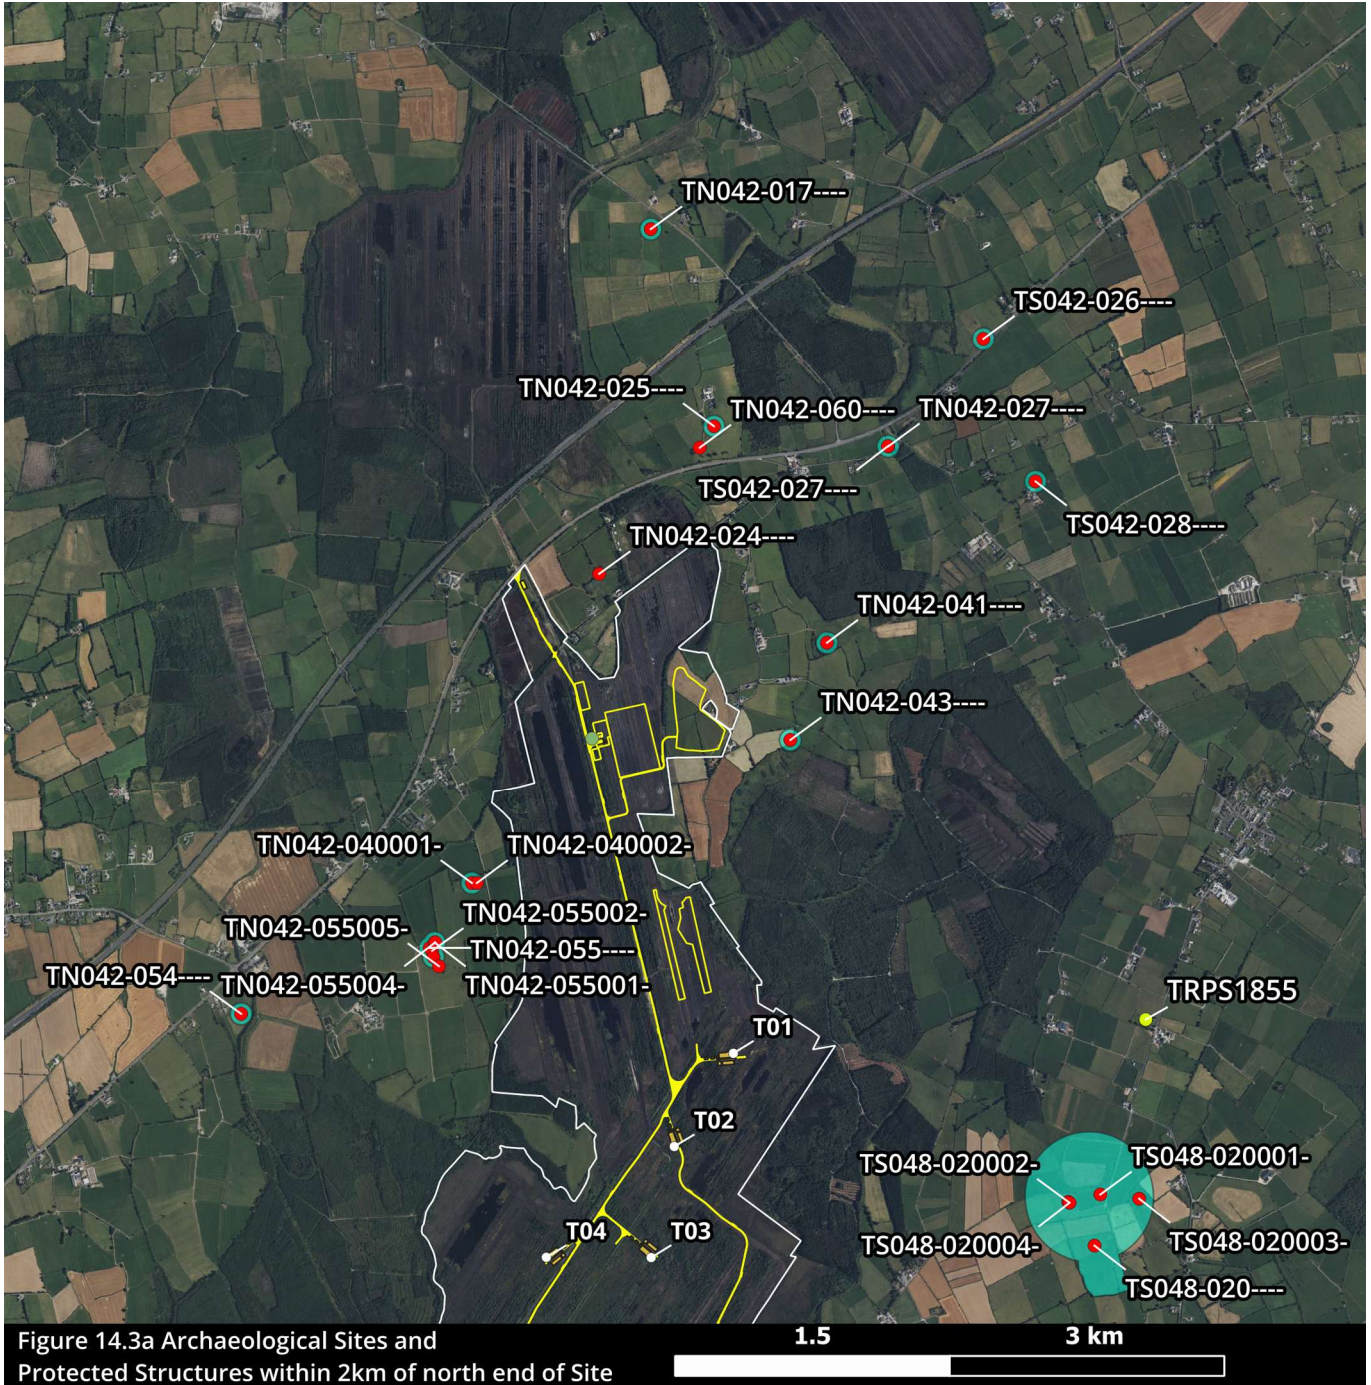 TN042-017----
TS042-026----
TN042-025----
TN042-060----
TN042-027----
TS042-027----
TS042-028----
TN042-024----
TN042-041----
TN042-043----
TN042-040001-
TN042-040002-
TN042-055002-
TN042-055005-
TN042-055----
TN042-054----
TN042-055004-
TN042-055001-
TRPS1855
T01
T02
TS048-020002-
TS048-020001-
T04
T03
TS048-020004-
TS048-020003-
TS048-020----
Figure 14.3a Archaeological Sites and
Protected Structures within 2km of north end of Site
1.5
3 km